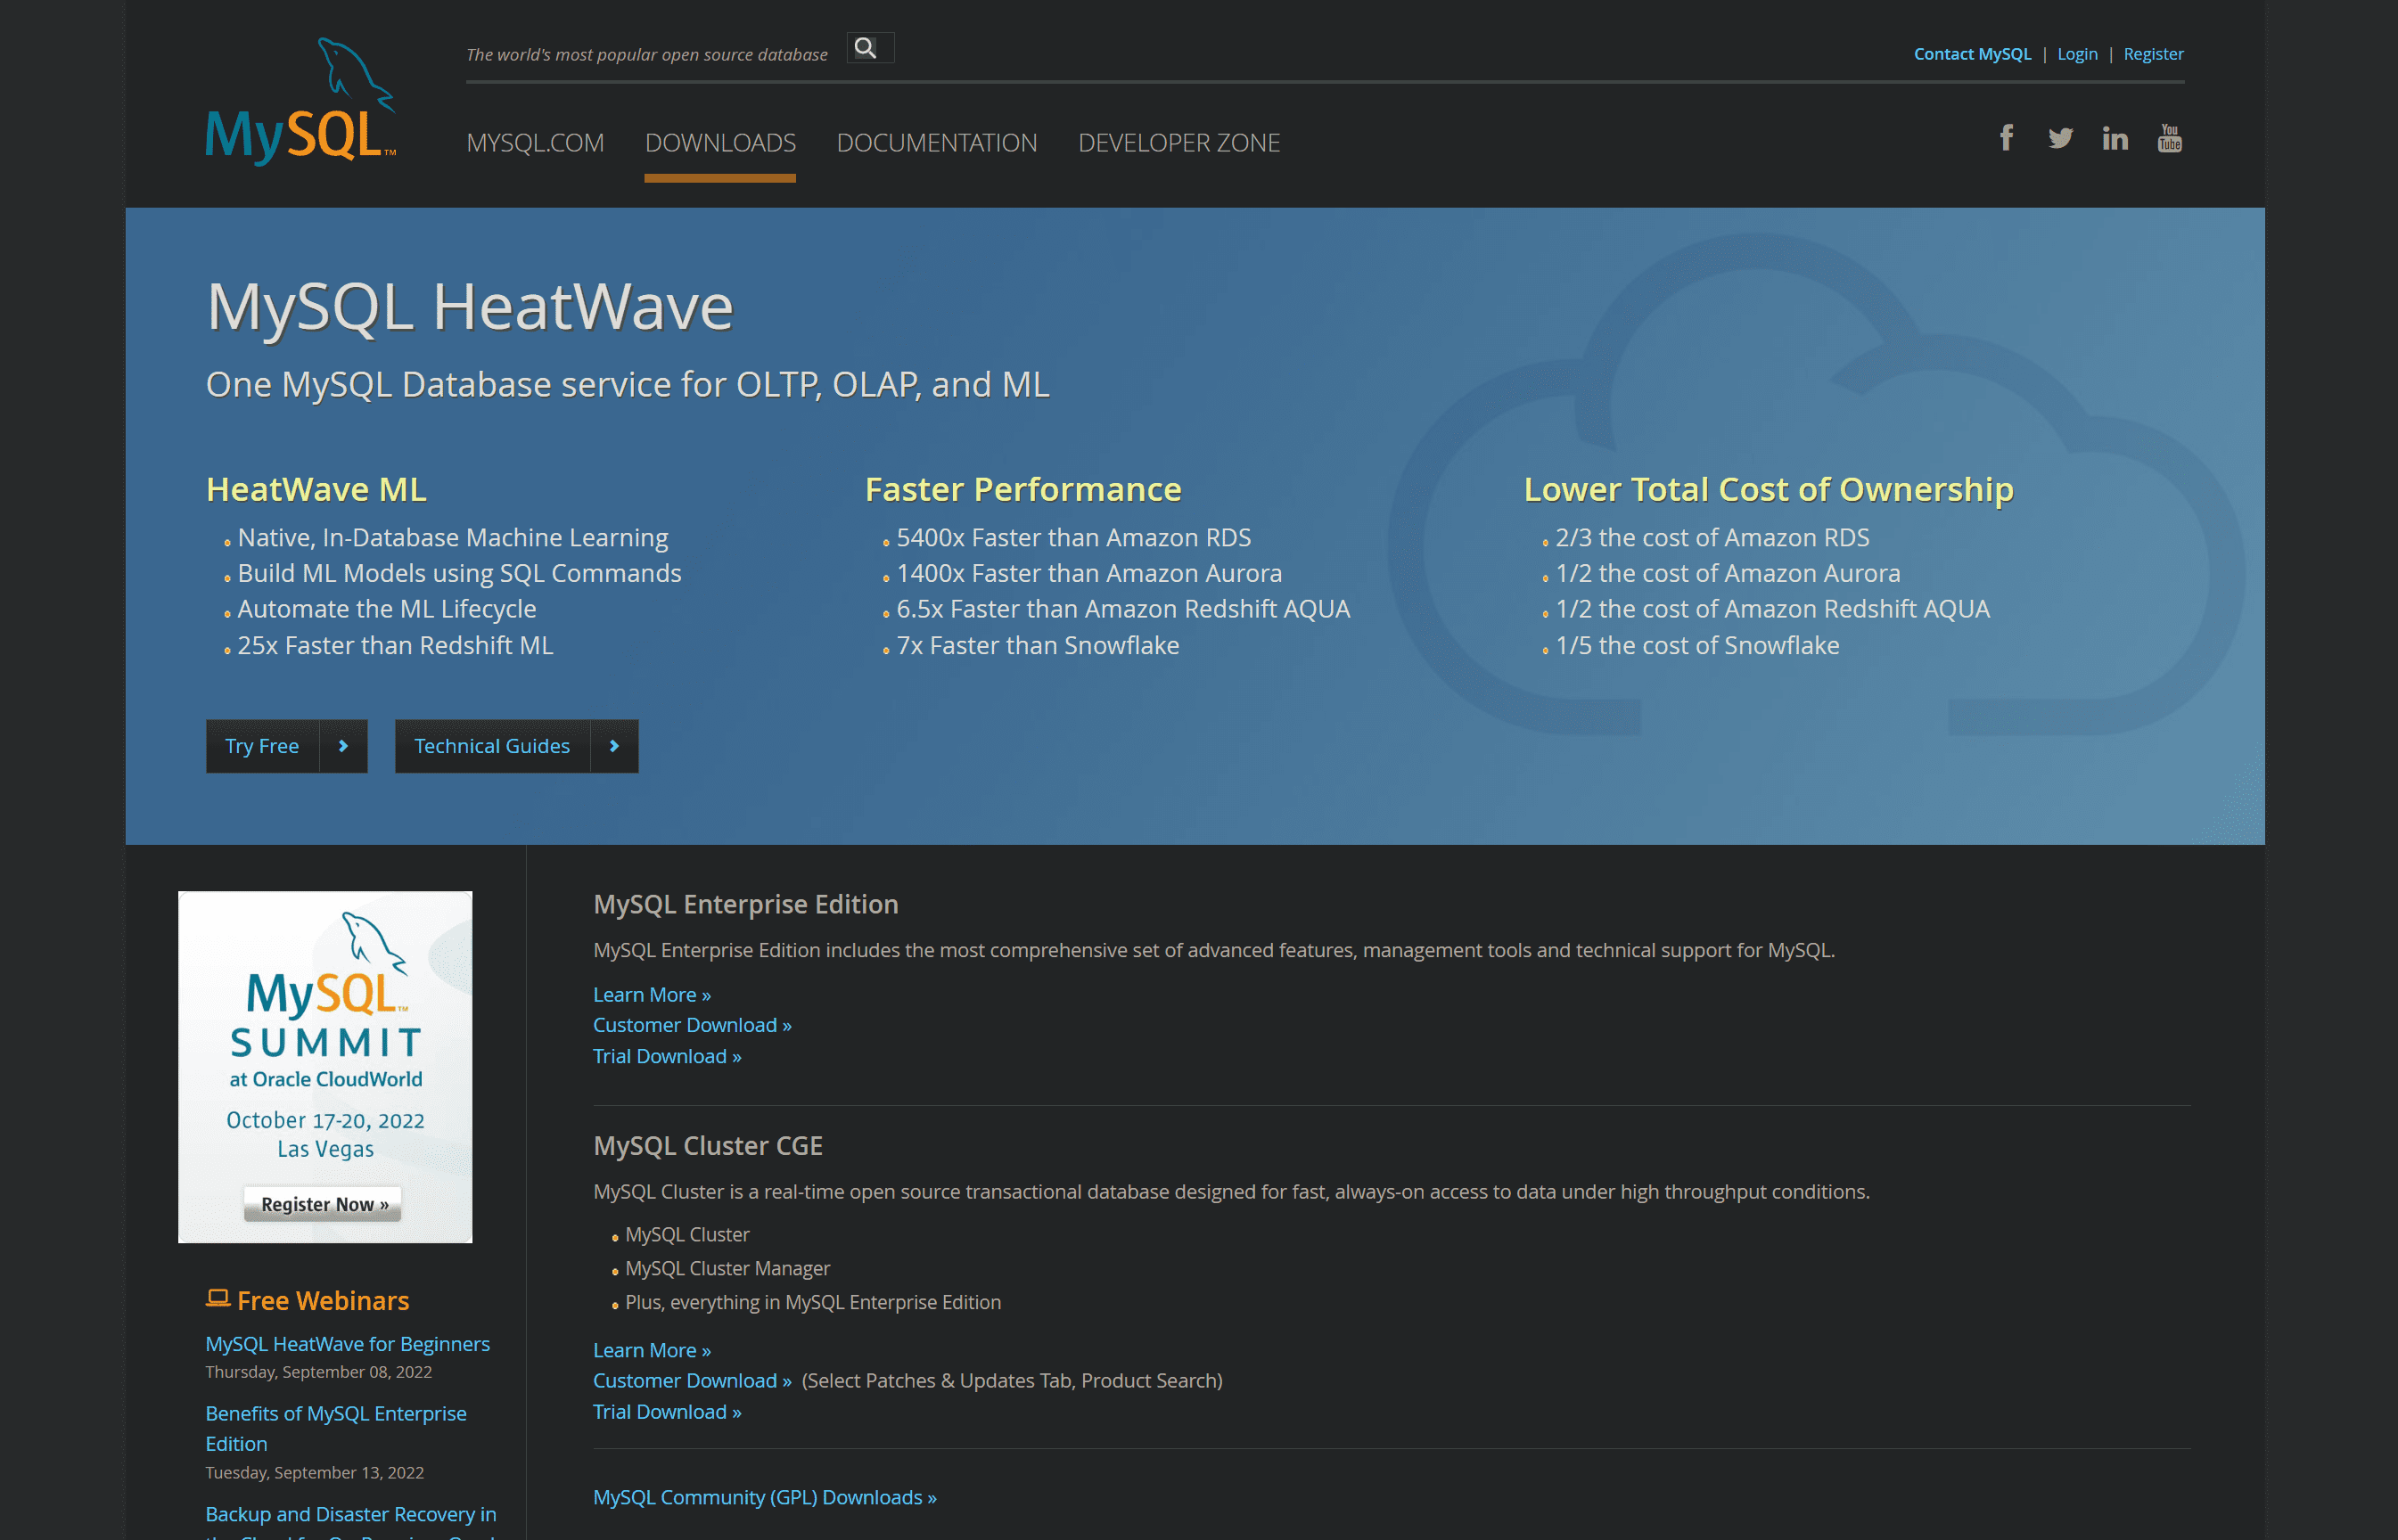 The world's most popular open source database
Contact MySQL | Login | Register
MySQL™
MYSQL.COM DOWNLOADS DOCUMENTATION DEVELOPER ZONE
f in You Tube
MySQL HeatWave
One MySQL Database service for OLTP, OLAP, and ML
HeatWave ML
Native, In-Database Machine Learning
Build ML Models using SQL Commands
Automate the ML Lifecycle
25x Faster than Redshift ML
Faster Performance
5400x Faster than Amazon RDS
1400x Faster than Amazon Aurora
6.5x Faster than Amazon Redshift AQUA
7x Faster than Snowflake
Lower Total Cost of Ownership
2/3 the cost of Amazon RDS
1/2 the cost of Amazon Aurora
1/2 the cost of Amazon Redshift AQUA
1/5 the cost of Snowflake
Try Free
Technical Guides
MySQL™
SUMMIT
at Oracle CloudWorld
October 17-20, 2022
Las Vegas
Register Now »
Free Webinars
MySQL HeatWave for Beginners
Thursday, September 08, 2022
Benefits of MySQL Enterprise
Edition
Tuesday, September 13, 2022
Backup and Disaster Recovery in
MySQL Enterprise Edition
MySQL Enterprise Edition includes the most comprehensive set of advanced features, management tools and technical support for MySQL.
Learn More »
Customer Download »
Trial Download »
MySQL Cluster CGE
MySQL Cluster is a real-time open source transactional database designed for fast, always-on access to data under high throughput conditions.
MySQL Cluster
MySQL Cluster Manager
Plus, everything in MySQL Enterprise Edition
Learn More »
Customer Download » (Select Patches & Updates Tab, Product Search)
Trial Download »
MySQL Community (GPL) Downloads »